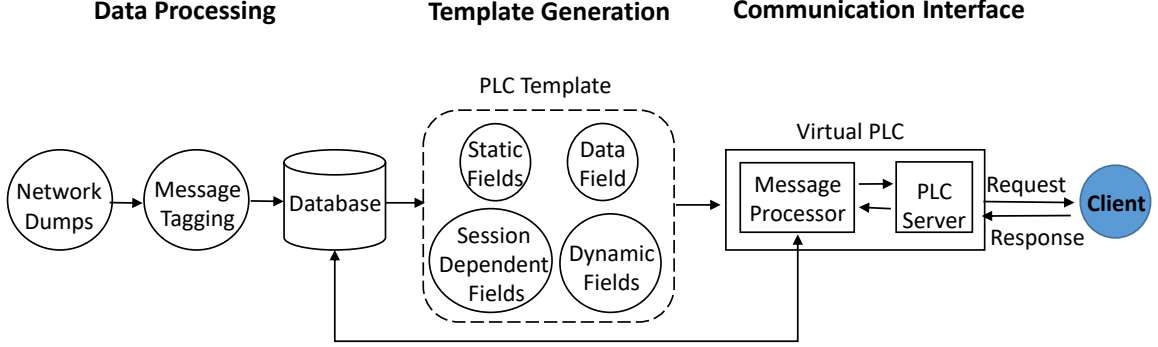 Data Processing
Template Generation
Communication Interface
PLC Template
Virtual PLC
Network
Dumps
Message
Tagging
Database
Static
Fields
Data
Field
Session
Dependent
Fields
Dynamic
Fields
Message
Processor
PLC
Server
Request
Response
Client